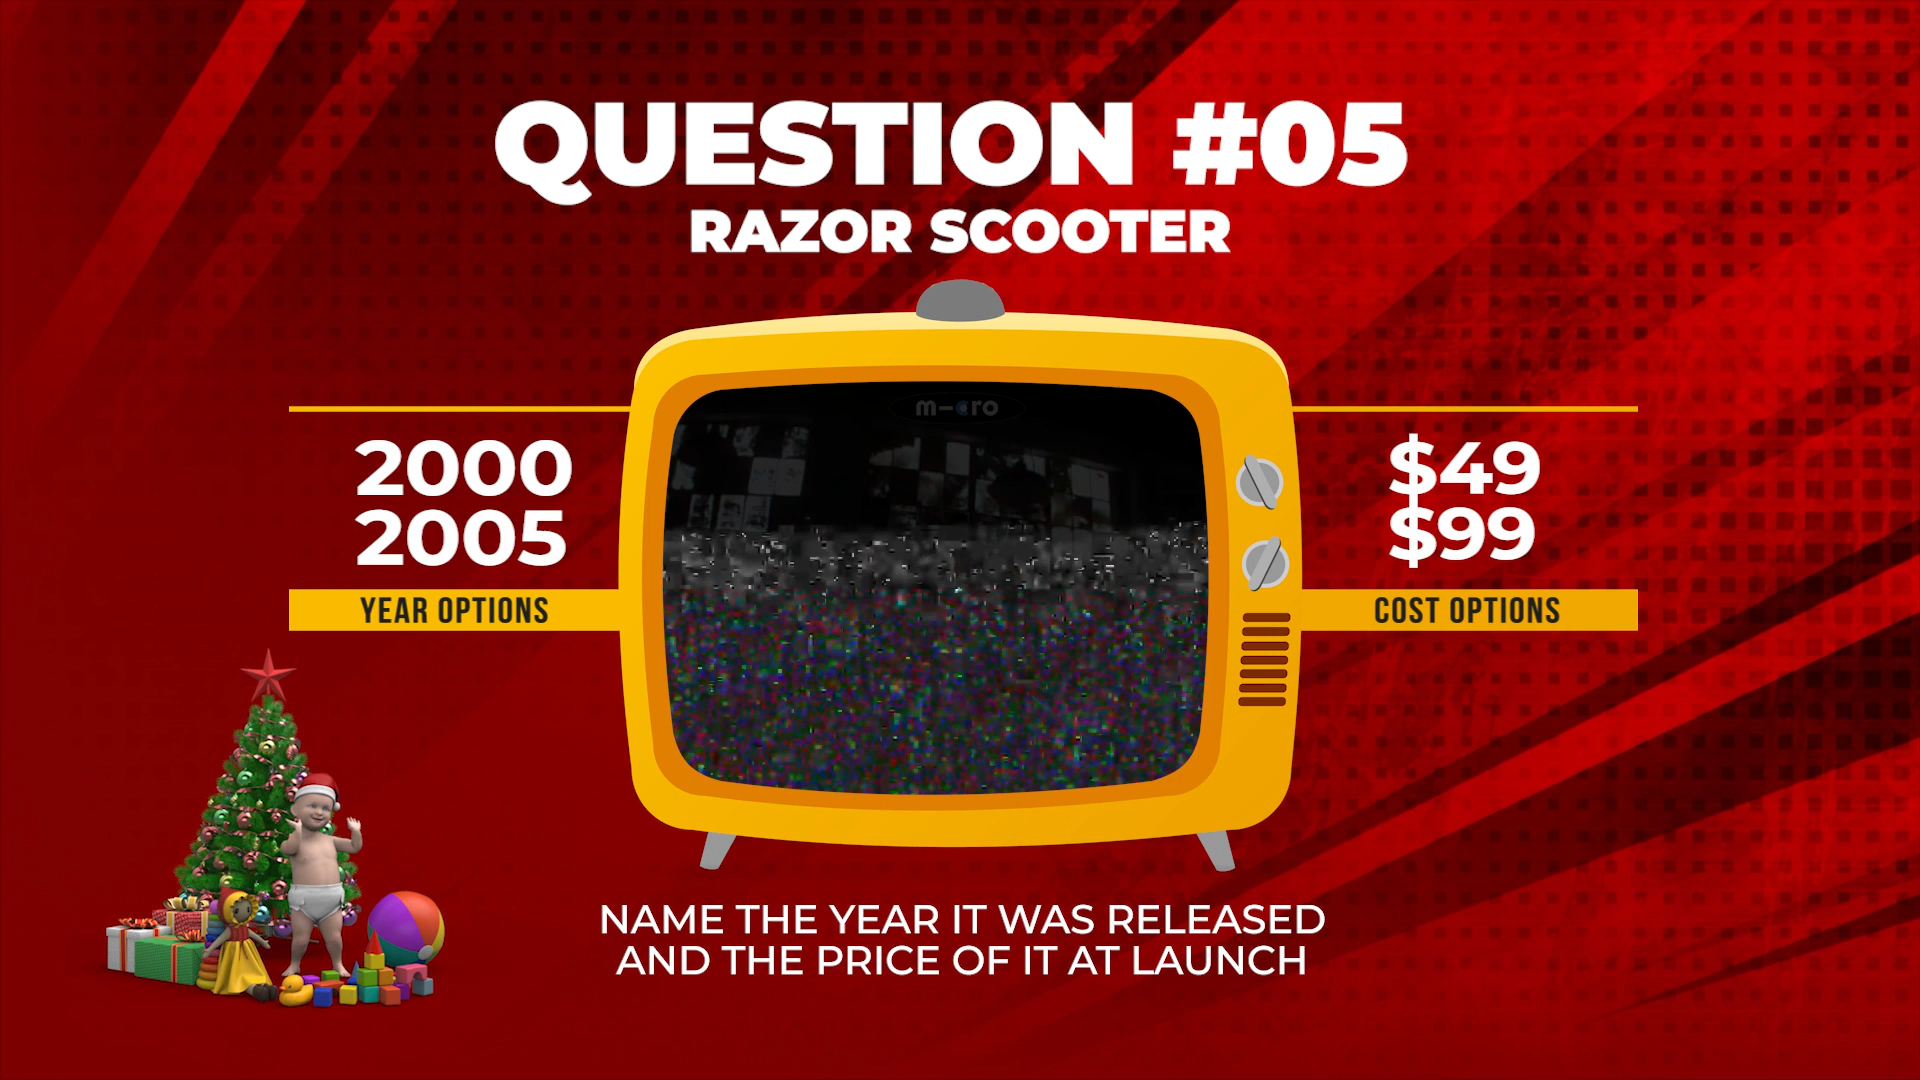 QUESTION #05
RAZOR SCOOTER
m-cro
2000
2005
YEAR OPTIONS
$49
$99
COST OPTIONS
NAME THE YEAR IT WAS RELEASED
AND THE PRICE OF IT AT LAUNCH